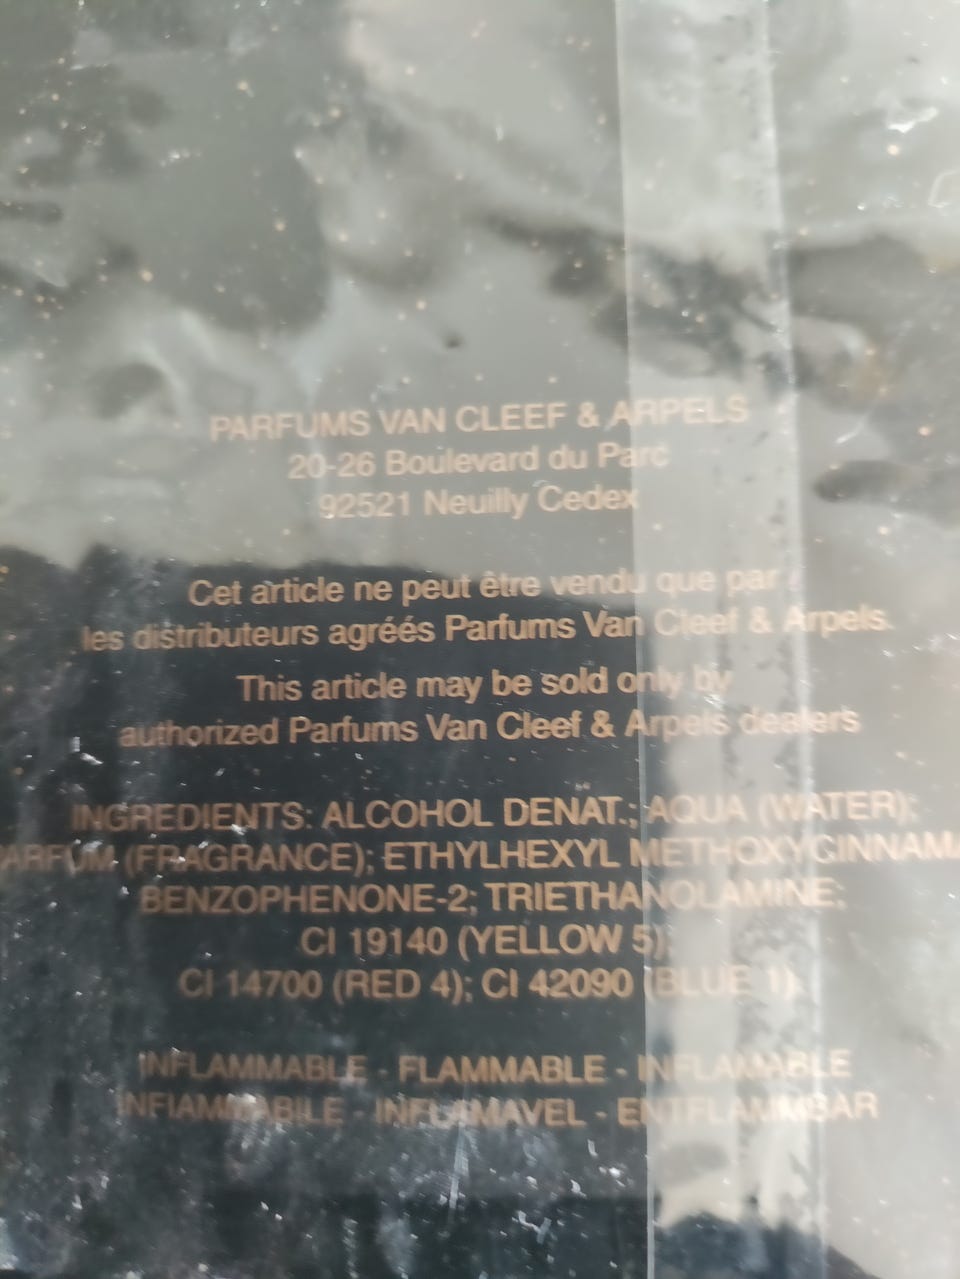 PARFUMS VAN CLEEF & ARPELS
20-26 Boulevard du Parc
92521 Neuilly Cedex
Cet article ne peut être vendu que par
les distributeurs agréés Parfums Van Cleef & Arpels.
This article may be sold only by
authorized Parfums Van Cleef & Arpels dealers
INGREDIENTS: ALCOHOL DENAT.; AQUA (WATER);
PARFUM (FRAGRANCE); ETHYLHEXYL METHOXYCINNAMA
BENZOPHENONE-2; TRIETHANOLAMINE;
CI 19140 (YELLOW 5);
CI 14700 (RED 4); CI 42090 (BLUE 1).
INFLAMMABLE - FLAMMABLE - INFLAMABLE
INFIAMMABILE - INFLAMAVEL - ENTFLAMMBAR